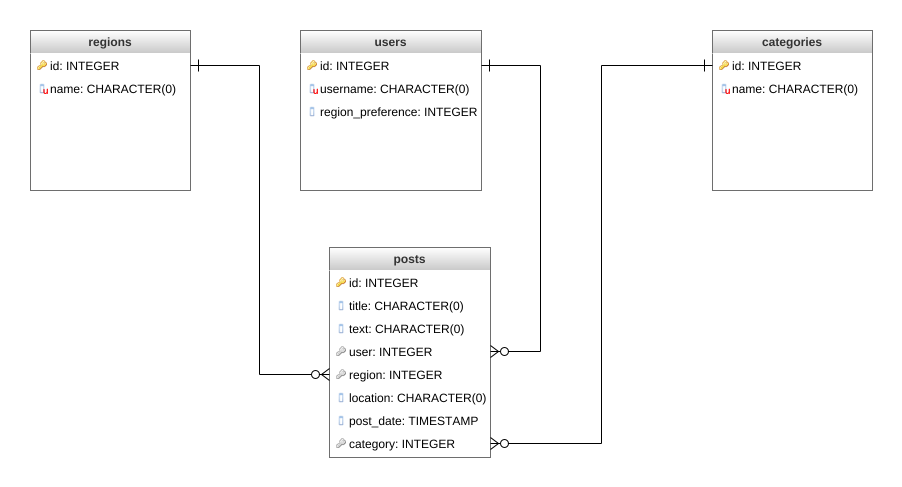 regions
id: INTEGER
name: CHARACTER(0)
users
id: INTEGER
username: CHARACTER(0)
region_preference: INTEGER
categories
id: INTEGER
name: CHARACTER(0)
posts
id: INTEGER
title: CHARACTER(0)
text: CHARACTER(0)
user: INTEGER
region: INTEGER
location: CHARACTER(0)
post_date: TIMESTAMP
category: INTEGER